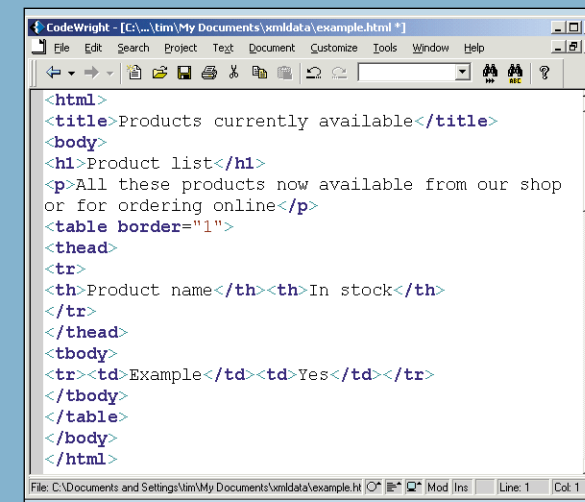 CodeWright - [C:\...\tim\My Documents\xmldata\example.html *]
File Edit Search Project Text Document Customize Tools Window Help
ABC
<html>
<title>Products currently available</title>
<body>
<h1>Product list</h1>
<p>All these products now available from our shop
or for ordering online</p>
<table border="1">
<thead>
<tr>
<th>Product name</th><th>In stock</th>
</tr>
</thead>
<tbody>
<tr><td>Example</td><td>Yes</td></tr>
</tbody>
</table>
</body>
</html>
File: C:\Documents and Settings\tim\My Documents\xmldata\example.ht Mod Ins Line: 1 Col: 1